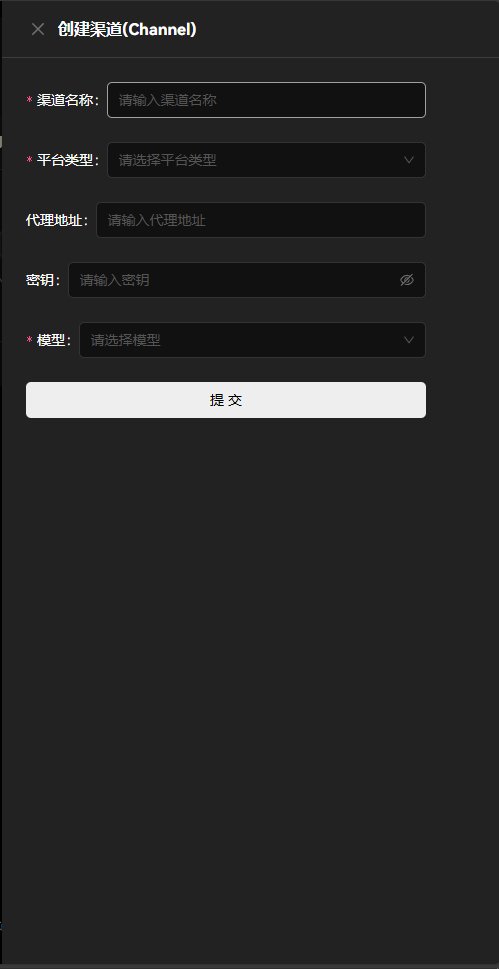 创建渠道(Channel)
* 渠道名称: 请输入渠道名称
* 平台类型: 请选择平台类型
代理地址: 请输入代理地址
密钥: 请输入密钥
* 模型: 请选择模型
提 交